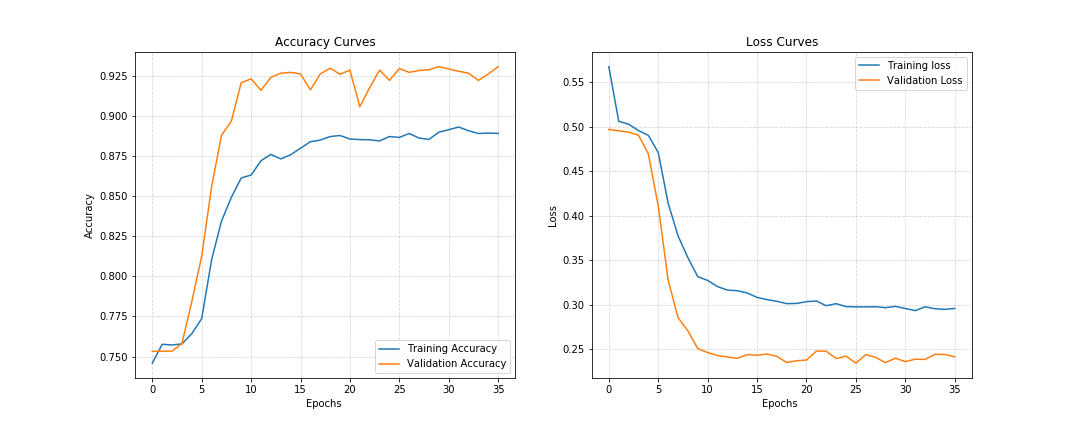 Accuracy Curves
Accuracy
0.925
0.900
0.875
0.850
0.825
0.800
0.775
0.750
Training Accuracy
Validation Accuracy
0 5 10 15 20 25 30 35
Epochs
Loss Curves
Loss
0.55
0.50
0.45
0.40
0.35
0.30
0.25
Training loss
Validation Loss
0 5 10 15 20 25 30 35
Epochs